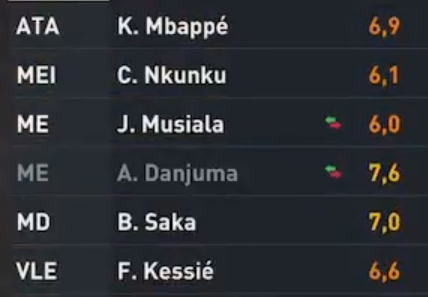 ATA K. Mbappé 6,9
MEI C. Nkunku 6,1
ME J. Musiala 6,0
ME A. Danjuma 7,6
MD B. Saka 7,0
VLE F. Kessié 6,6